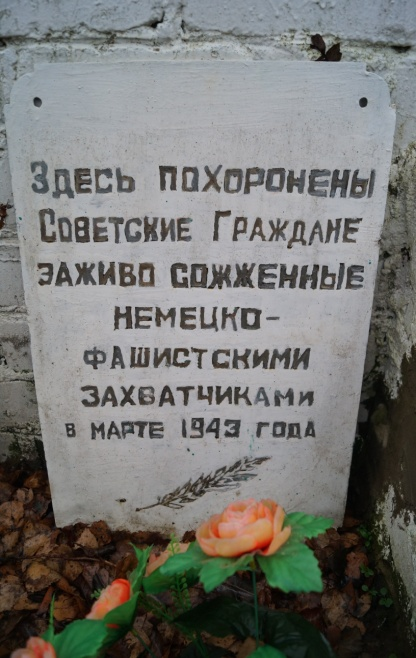 Здесь похоронены
Советские Граждане
заживо сожженные
немецко-
фашистскими
захватчиками
в марте 1943 года